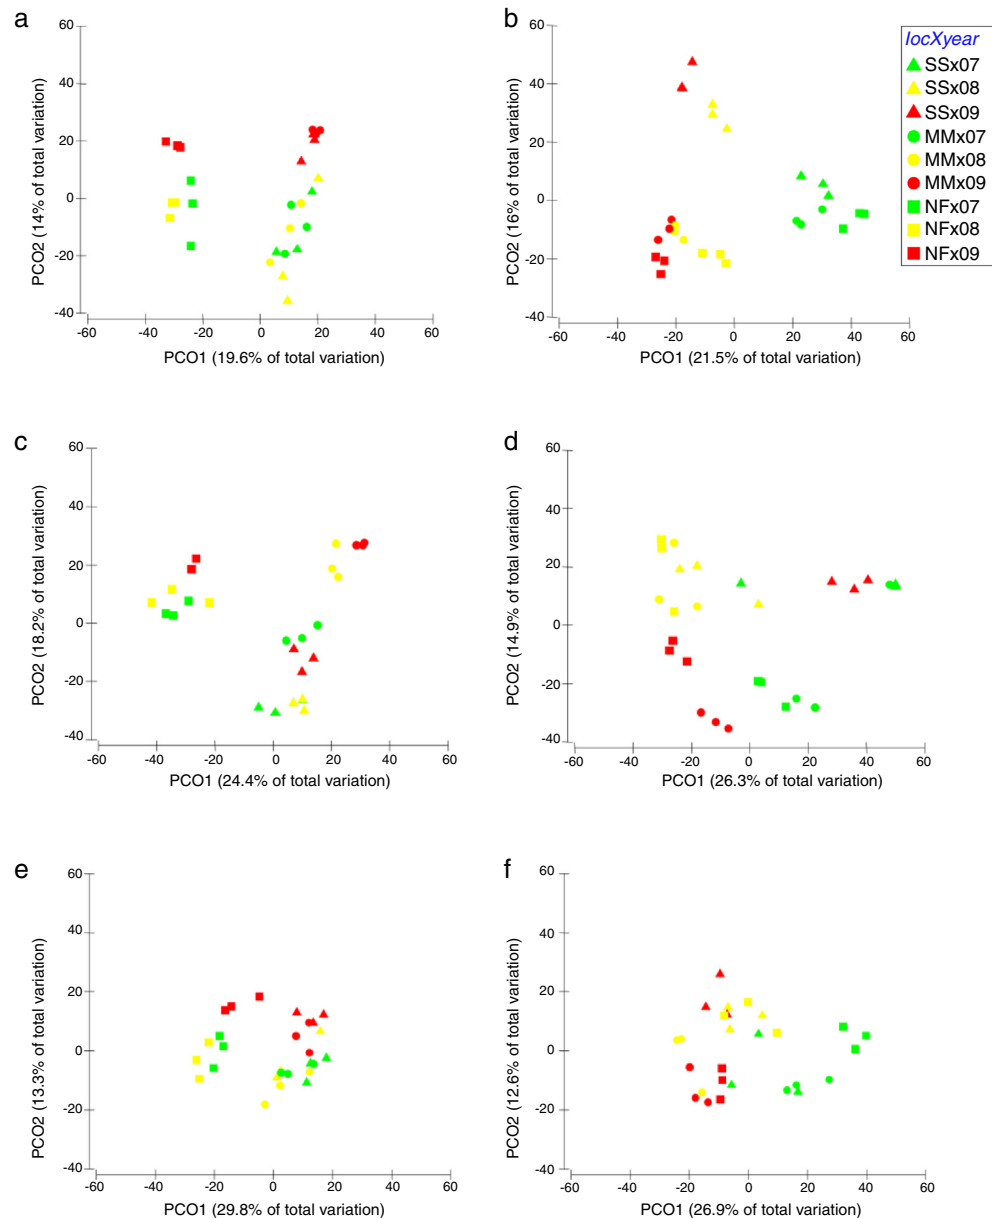 a
60
40
20
0
-20
-40
-60
-40
-20
0
20
40
60
PCO2 (14% of total variation)
PCO1 (19.6% of total variation)
b
60
40
20
0
-20
-40
-60
-40
-20
0
20
40
60
PCO2 (16% of total variation)
PCO1 (21.5% of total variation)
locXyear
SSx07
SSx08
SSx09
MMx07
MMx08
MMx09
NFx07
NFx08
NFx09
c
60
40
20
0
-20
-40
-60
-40
-20
0
20
40
60
PCO2 (18.2% of total variation)
PCO1 (24.4% of total variation)
d
60
40
20
0
-20
-40
-60
-40
-20
0
20
40
60
PCO2 (14.9% of total variation)
PCO1 (26.3% of total variation)
e
60
40
20
0
-20
-40
-60
-40
-20
0
20
40
60
PCO2 (13.3% of total variation)
PCO1 (29.8% of total variation)
f
60
40
20
0
-20
-40
-60
-40
-20
0
20
40
60
PCO2 (12.6% of total variation)
PCO1 (26.9% of total variation)